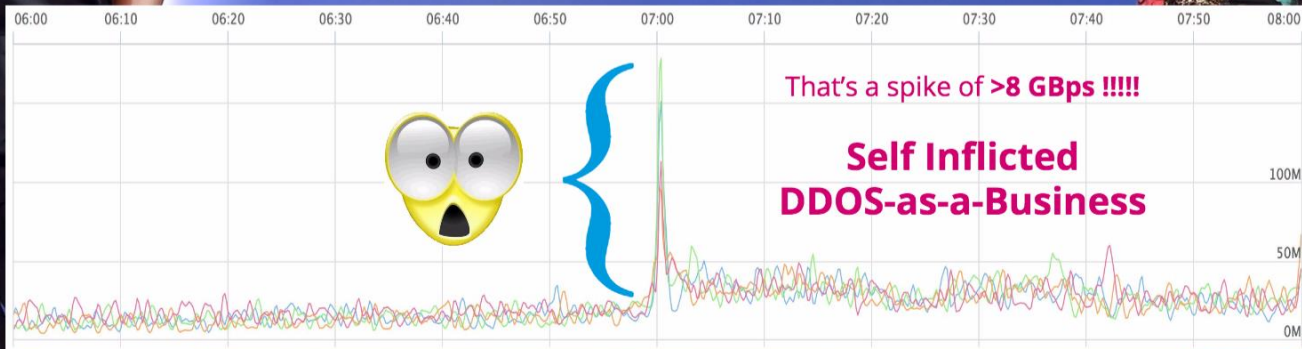 06:00 06:10 06:20 06:30 06:40 06:50 07:00 07:10 07:20 07:30 07:40 07:50 08:00
That's a spike of >8 GBps !!!!!
Self Inflicted
DDOS-as-a-Business
100M
50M
0M